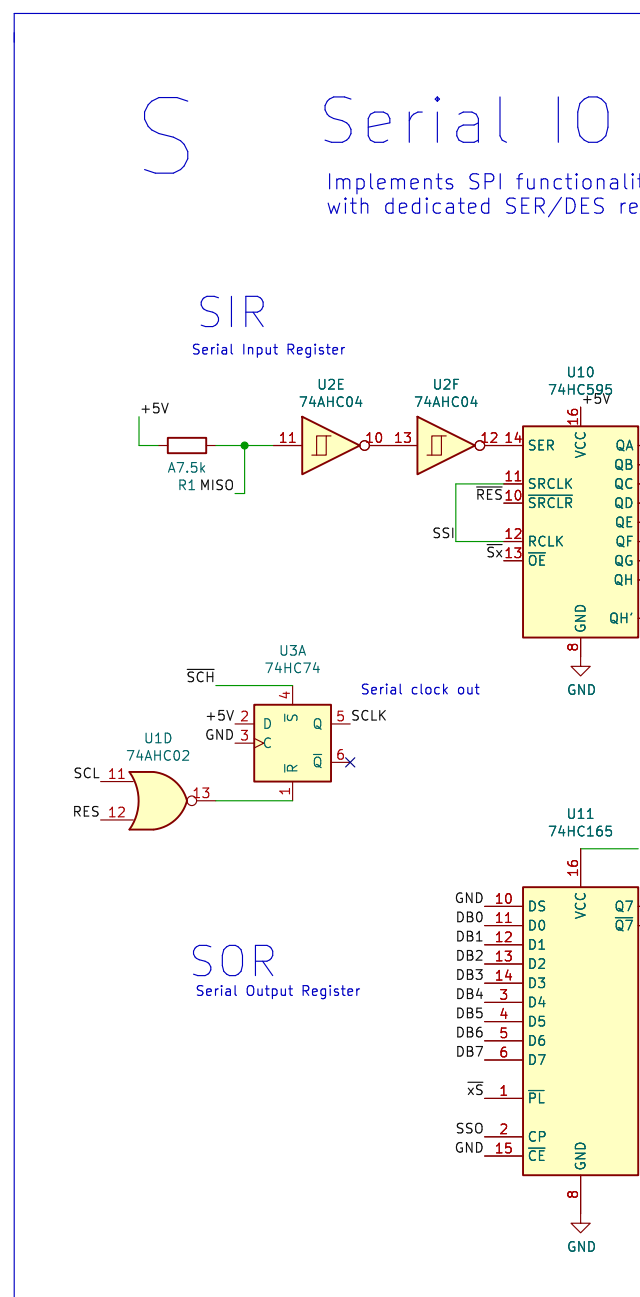 S Serial IO
Implements SPI functionalit
with dedicated SER/DES re
SIR
Serial Input Register
U2E
74AHC04
U2F
74AHC04
U10
74HC595
+5V
+5V
16
VCC
11 10 13 12 14 SER QA
QB
A7.5k
R1 MISO
11 SRCLK QC
RES 10 SRCLR QD
QE
SSI 12 RCLK QF
Sx 13 OE QG
QH
GND QH'
8
GND
U3A
74HC74
SCH
4
Serial clock out
+5V 2 D S Q 5 SCLK
GND 3 C
R Q 6
1
U1D
74AHC02
SCL 11
13
RES 12
U11
74HC165
16
VCC
GND 10 DS Q7
DB0 11 D0 Q7
DB1 12 D1
DB2 13 D2
DB3 14 D3
DB4 3 D4
DB5 4 D5
DB6 5 D6
DB7 6 D7
SOR
Serial Output Register
xS 1 PL
SSO 2 CP
GND 15 CE
GND
8
GND